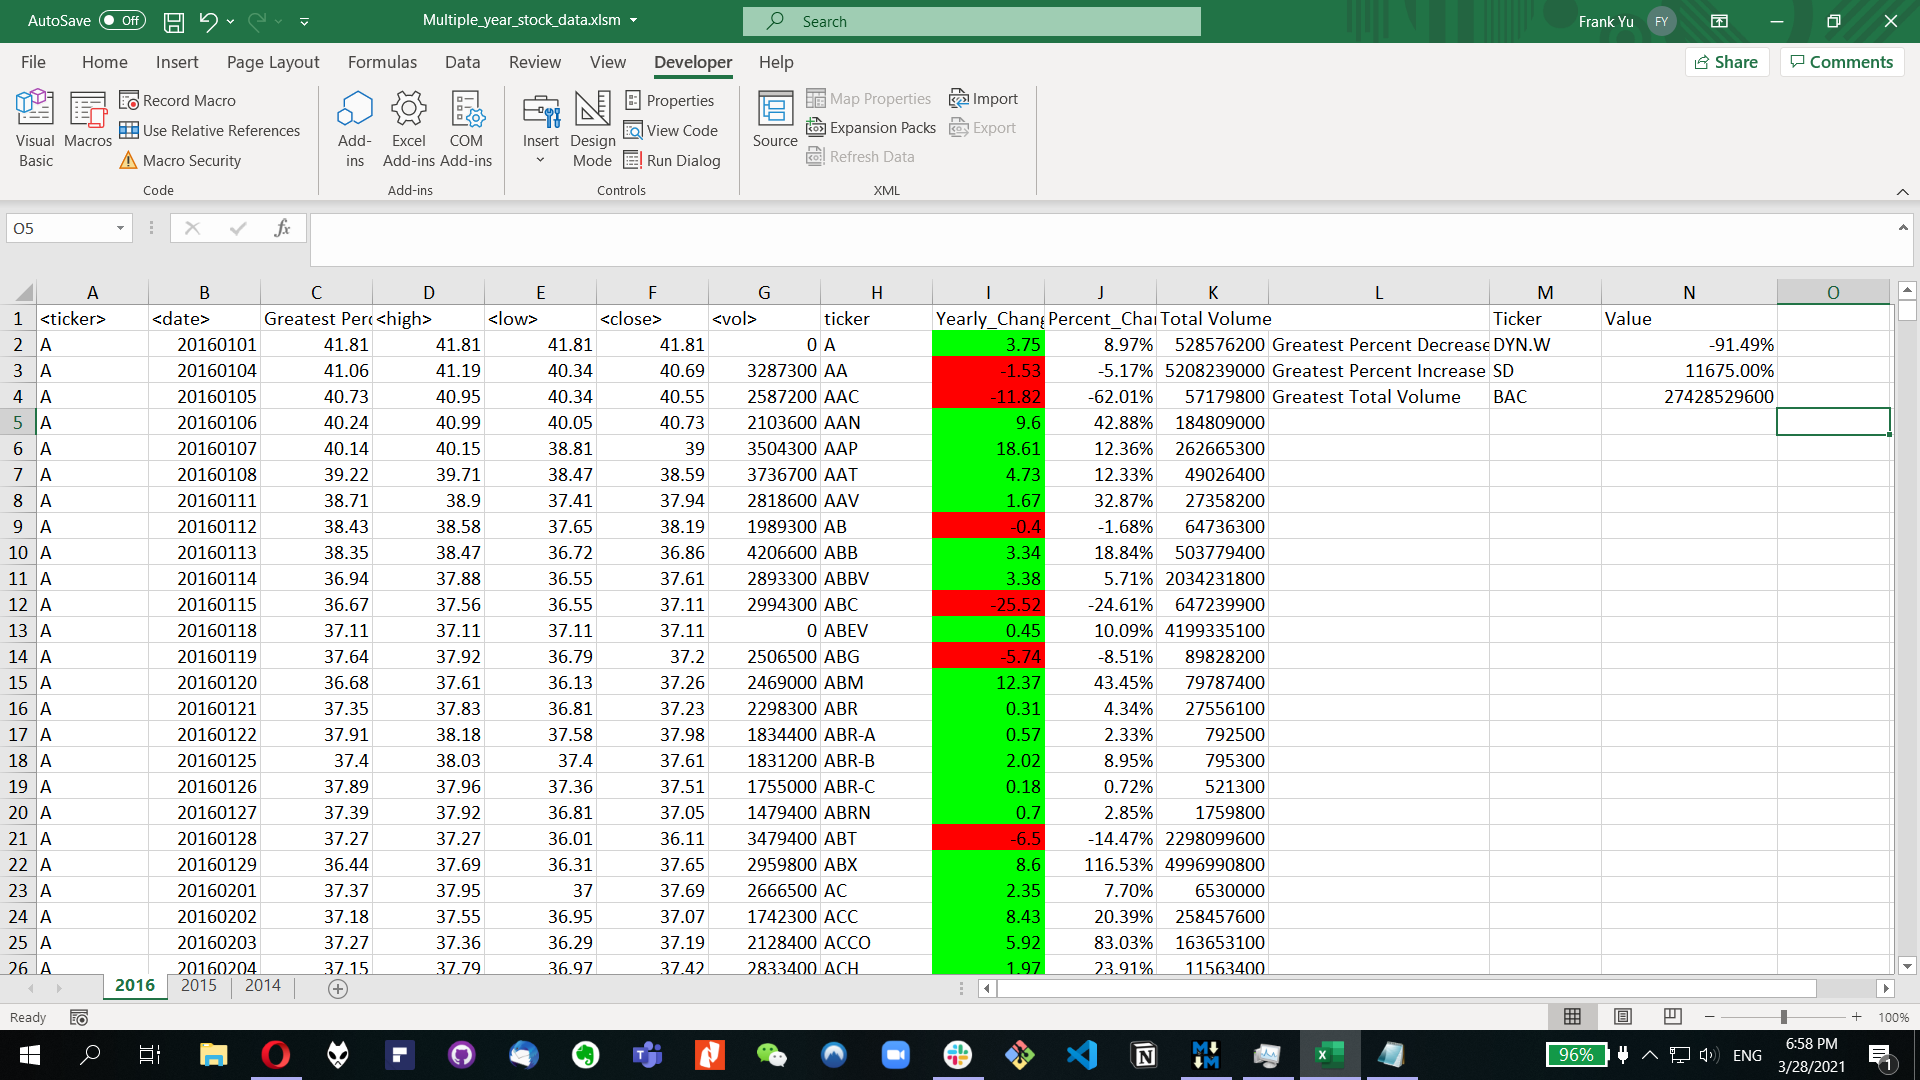 AutoSave Off Multiple_year_stock_data.xlsm Search Frank Yu FY
File Home Insert Page Layout Formulas Data Review View Developer Help Share Comments
Visual Basic Macros Record Macro Use Relative References Macro Security Code
Add-ins Excel Add-ins COM Add-ins Add-ins
Insert Design Mode Properties View Code Run Dialog Controls
Source Map Properties Expansion Packs Refresh Data Import Export XML
O5 fx
A B C D E F G H I J K L M N O
1 <ticker> <date> Greatest Perc <high> <low> <close> <vol> ticker Yearly_Chang Percent_Chan Total Volume Ticker Value
2 A 20160101 41.81 41.81 41.81 41.81 0 A 3.75 8.97% 528576200 Greatest Percent Decrease DYN.W -91.49%
3 A 20160104 41.06 41.19 40.34 40.69 3287300 AA -1.53 -5.17% 5208239000 Greatest Percent Increase SD 11675.00%
4 A 20160105 40.73 40.95 40.34 40.55 2587200 AAC -11.82 -62.01% 57179800 Greatest Total Volume BAC 27428529600
5 A 20160106 40.24 40.99 40.05 40.73 2103600 AAN 9.6 42.88% 184809000
6 A 20160107 40.14 40.15 38.81 39 3504300 AAP 18.61 12.36% 262665300
7 A 20160108 39.22 39.71 38.47 38.59 3736700 AAT 4.73 12.33% 49026400
8 A 20160111 38.71 38.9 37.41 37.94 2818600 AAV 1.67 32.87% 27358200
9 A 20160112 38.43 38.58 37.65 38.19 1989300 AB -0.4 -1.68% 64736300
10 A 20160113 38.35 38.47 36.72 36.86 4206600 ABB 3.34 18.84% 503779400
11 A 20160114 36.94 37.88 36.55 37.61 2893300 ABBV 3.38 5.71% 2034231800
12 A 20160115 36.67 37.56 36.55 37.11 2994300 ABC -25.52 -24.61% 647239900
13 A 20160118 37.11 37.11 37.11 37.11 0 ABEV 0.45 10.09% 4199335100
14 A 20160119 37.64 37.92 36.79 37.2 2506500 ABG -5.74 -8.51% 89828200
15 A 20160120 36.68 37.61 36.13 37.26 2469000 ABM 12.37 43.45% 79787400
16 A 20160121 37.35 37.83 36.81 37.23 2298300 ABR 0.31 4.34% 27556100
17 A 20160122 37.91 38.18 37.58 37.98 1834400 ABR-A 0.57 2.33% 792500
18 A 20160125 37.4 38.03 37.4 37.61 1831200 ABR-B 2.02 8.95% 795300
19 A 20160126 37.89 37.96 37.36 37.51 1755000 ABR-C 0.18 0.72% 521300
20 A 20160127 37.39 37.92 36.81 37.05 1479400 ABRN 0.7 2.85% 1759800
21 A 20160128 37.27 37.27 36.01 36.11 3479400 ABT -6.5 -14.47% 2298099600
22 A 20160129 36.44 37.69 36.31 37.65 2959800 ABX 8.6 116.53% 4996990800
23 A 20160201 37.37 37.95 37 37.69 2666500 AC 2.35 7.70% 6530000
24 A 20160202 37.18 37.55 36.95 37.07 1742300 ACC 8.43 20.39% 258457600
25 A 20160203 37.27 37.36 36.29 37.19 2128400 ACCO 5.92 83.03% 163653100
26 A 20160204 37.15 37.79 36.97 37.42 2833400 ACH 1.97 23.91% 11563400
2016 2015 2014
Ready 100%
96% ENG 6:58 PM
3/28/2021 1